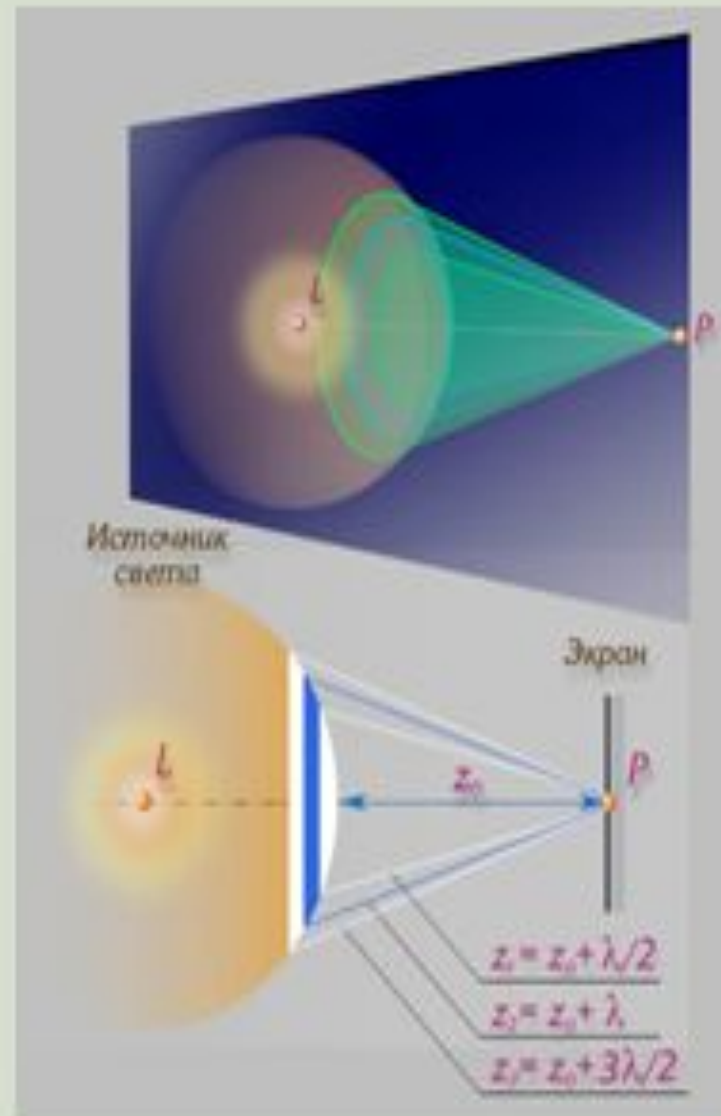 L
P
Источник
света
Экран
L
z₀
P
z₁= z₀+λ/2
z₂= z₀+λ
z₃= z₀+3λ/2